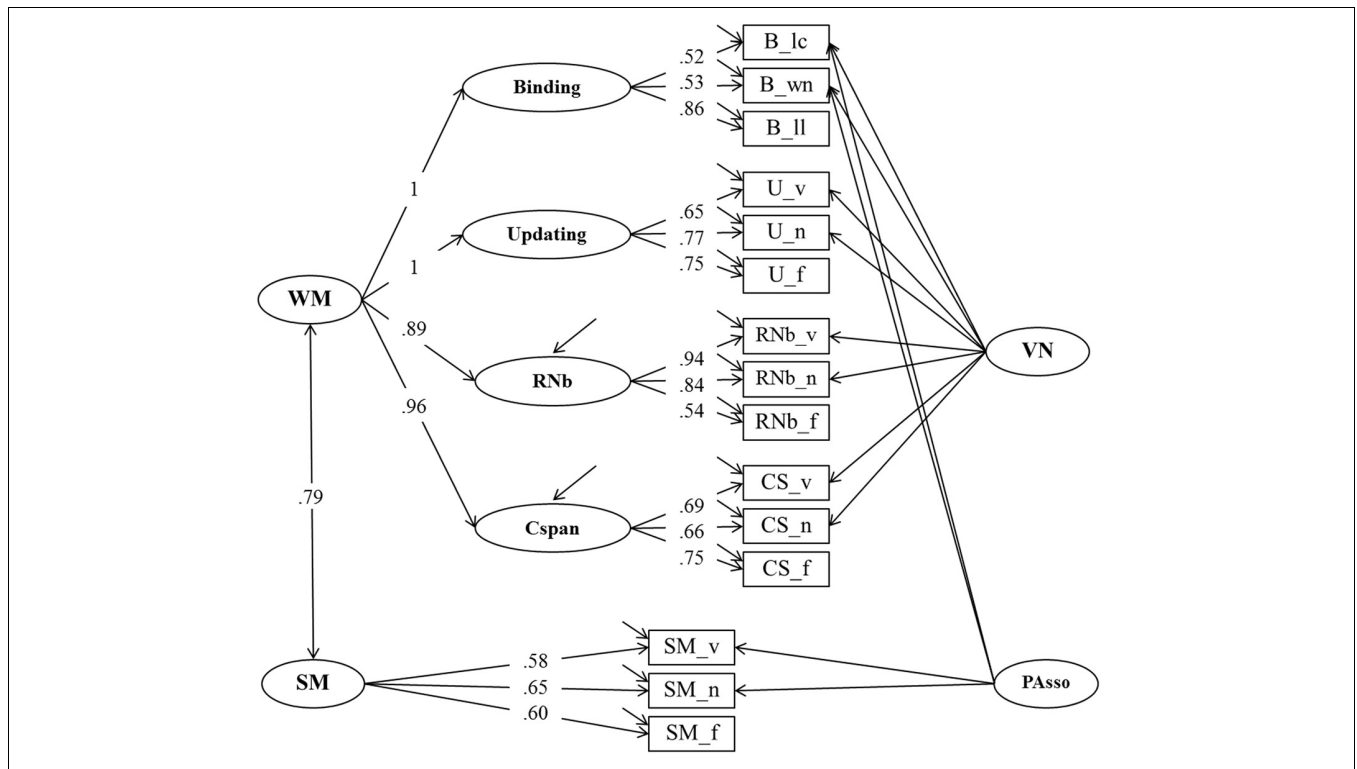 B_lc
.52
Binding
.53
B_wn
.86
B_ll
1
U_v
.65
Updating
.77
U_n
1
.75
U_f
WM
.89
RNb_v
.94
VN
RNb
.84
RNb_n
.96
.54
RNb_f
.79
CS_v
.69
Cspan
.66
CS_n
.75
CS_f
SM_v
.58
SM
.65
SM_n
PAsso
.60
SM_f